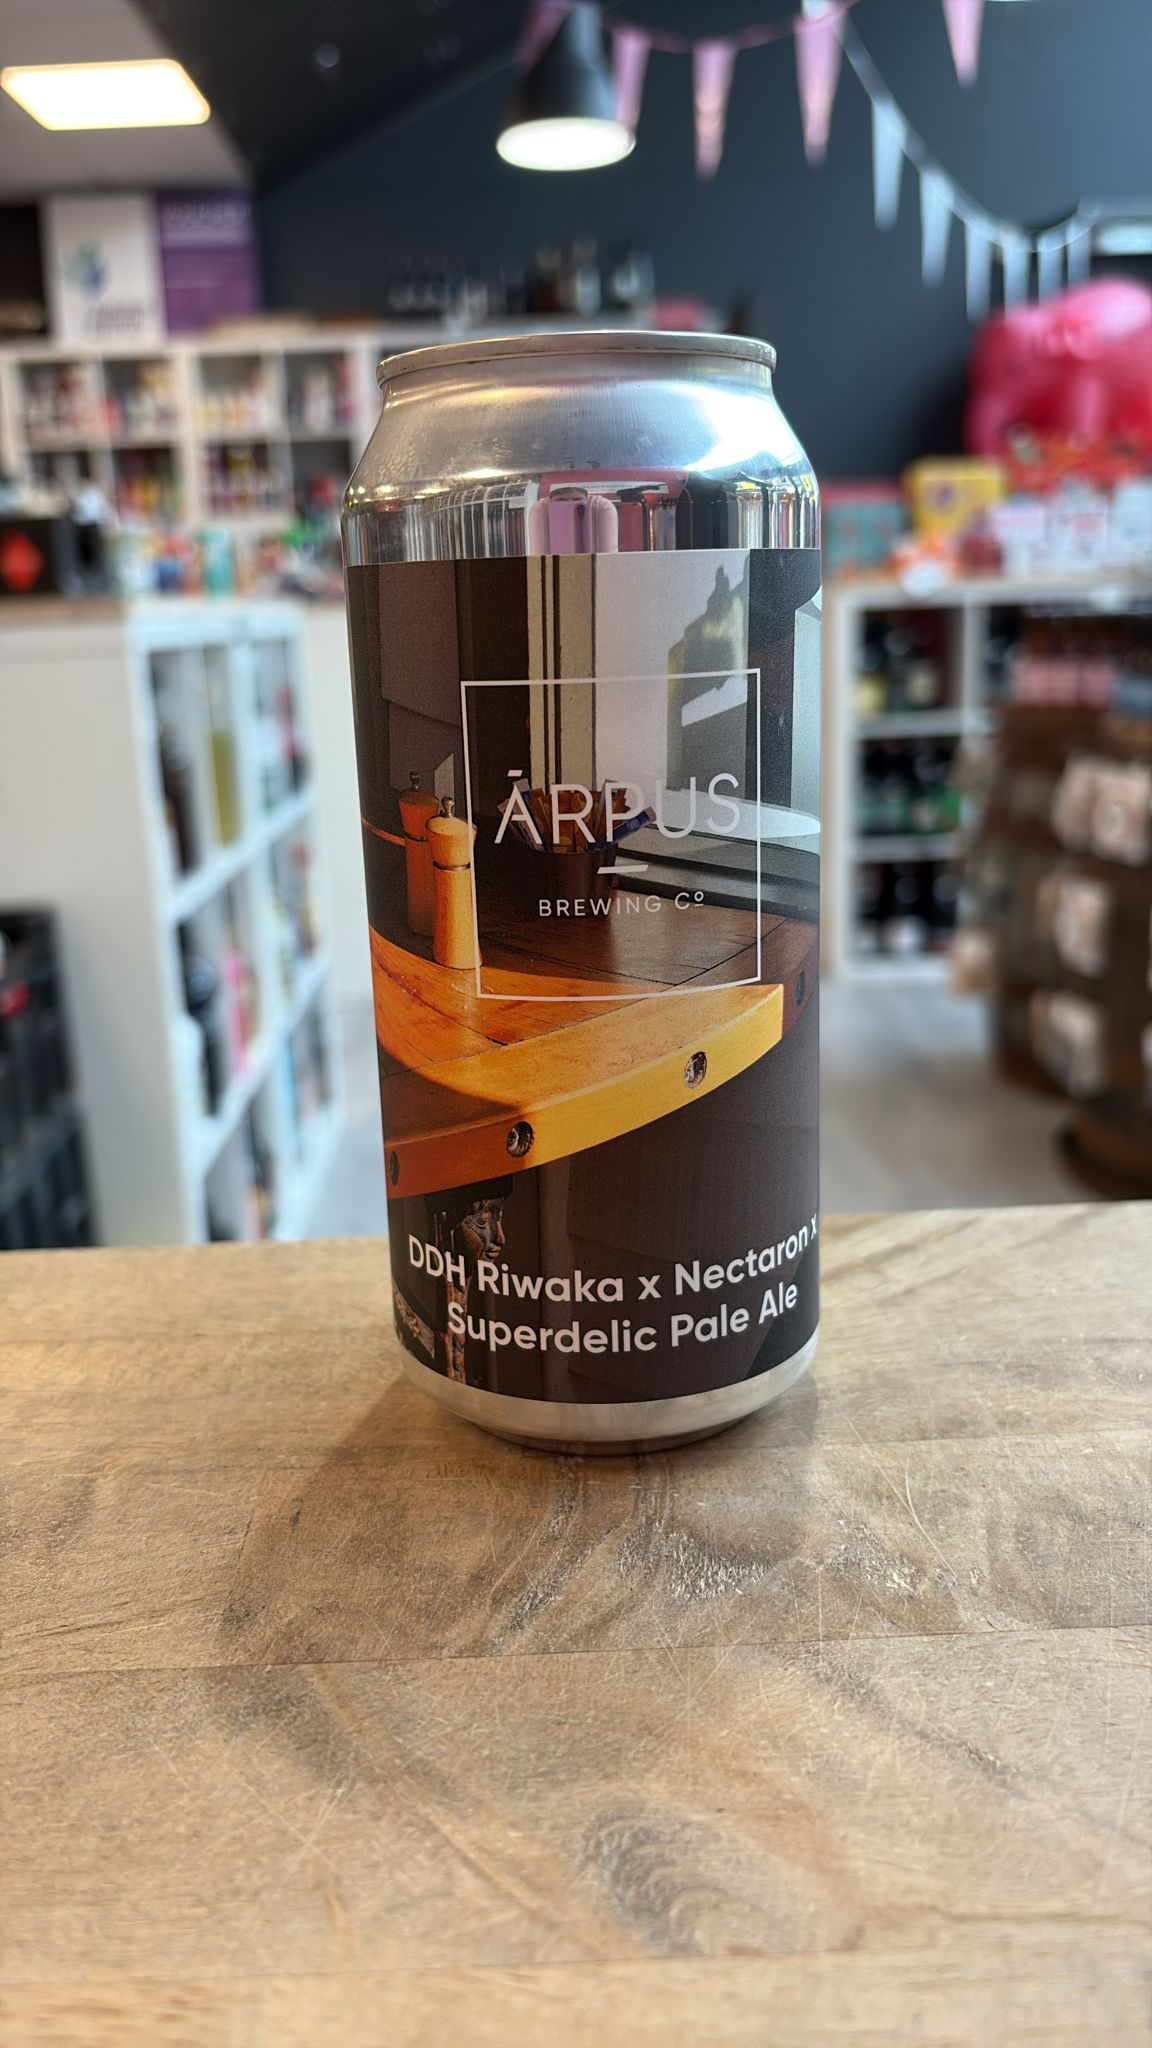 ĀRPUS
BREWING Cº
DDH Riwaka x Nectaron x
Superdelic Pale Ale